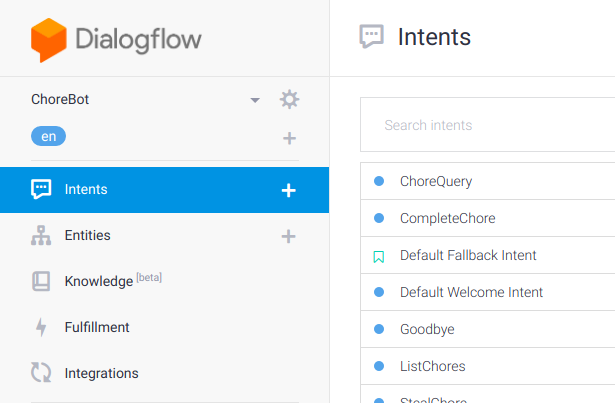 Dialogflow
ChoreBot
en
Intents
Entities
Knowledge [beta]
Fulfillment
Integrations
Intents
Search intents
ChoreQuery
CompleteChore
Default Fallback Intent
Default Welcome Intent
Goodbye
ListChores
StealChore